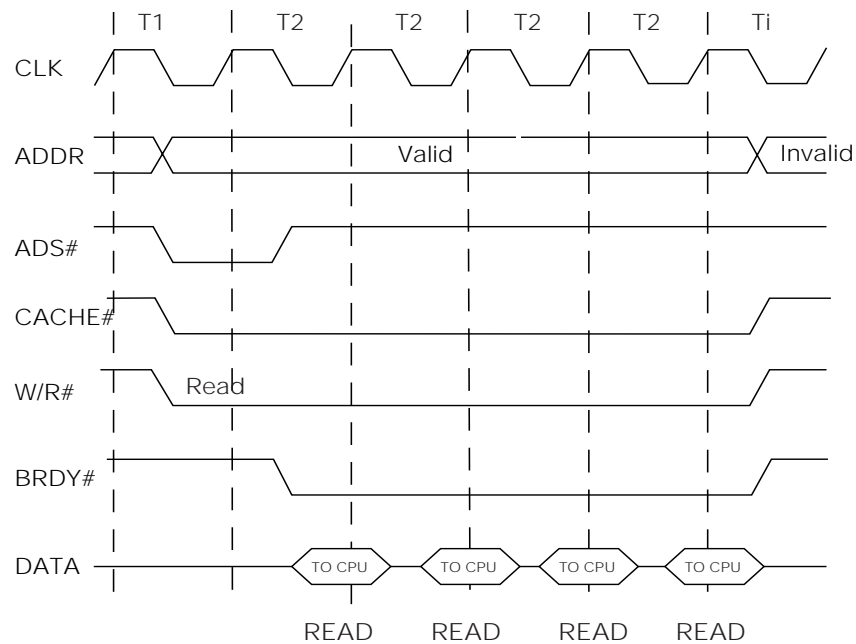 T1 T2 T2 T2 T2 Ti
CLK
ADDR Valid Invalid
ADS#
CACHE#
W/R# Read
BRDY#
DATA TO CPU TO CPU TO CPU TO CPU
READ READ READ READ